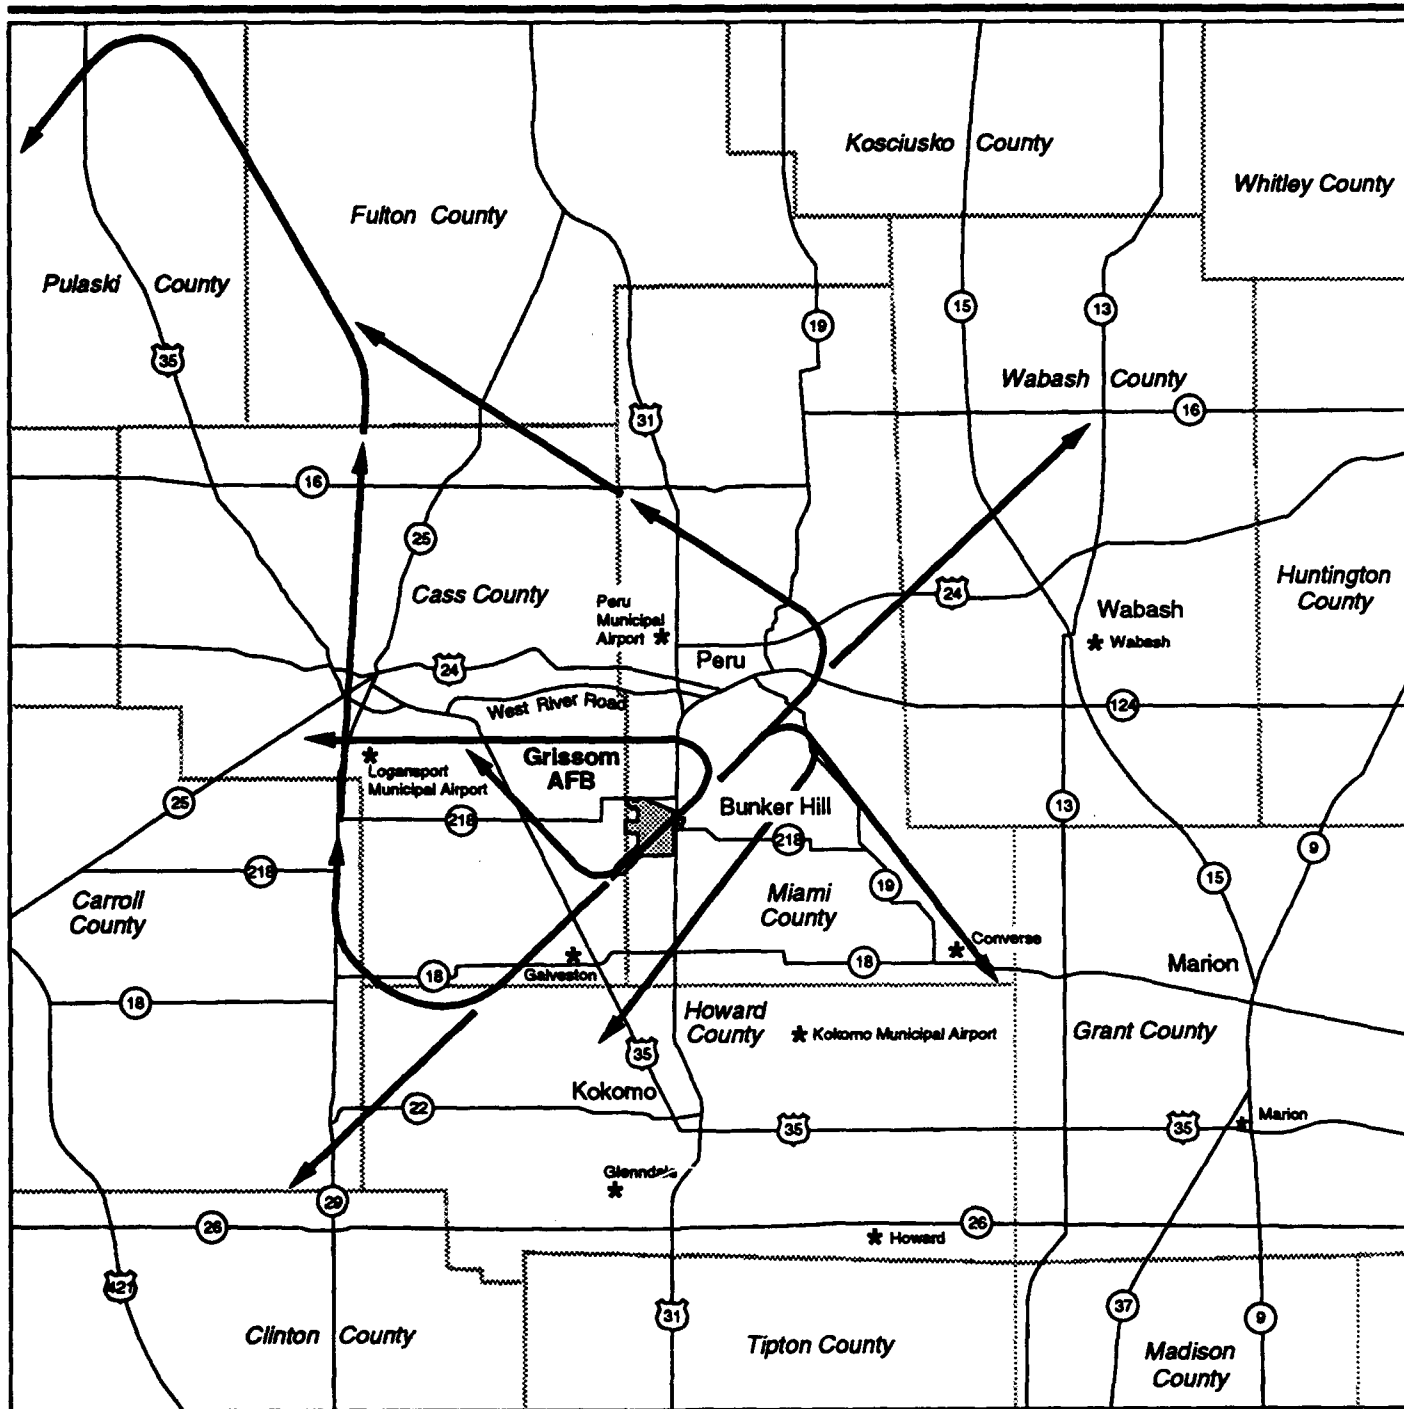 Kosciusko County
Whitley County
Fulton County
Pulaski County
15
13
19
35
Wabash County
16
31
16
25
24
Huntington
County
Cass County
Peru
Municipal
Airport
Wabash
Wabash
Peru
24
West River Road
124
Grissom
AFB
Logansport
Municipal Airport
25
218
Bunker Hill
13
218
9
218
19
15
Miami
County
Carroll
County
Converse
18
18
Galveston
Marion
18
Howard
County
Kokomo Municipal Airport
Grant County
35
Kokomo
22
35
35
Marion
Glenndale
29
26
26
Howard
421
31
37
9
Clinton County
Tipton County
Madison
County